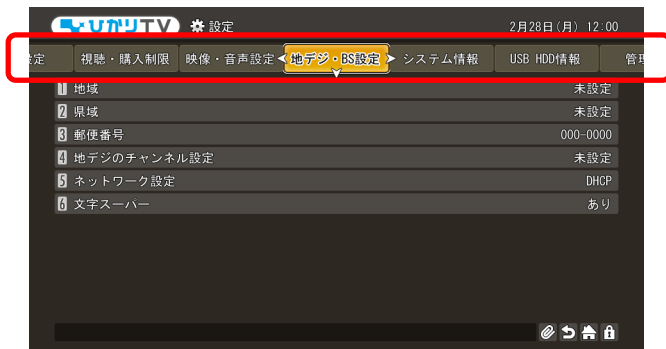 ひかりTV 設定 2月28日(月) 12:00
設定 視聴・購入制限 映像・音声設定 地デジ・BS設定 システム情報 USB HDD情報 管理
1 地域 未設定
2 県域 未設定
3 郵便番号 000-0000
4 地デジのチャンネル設定 未設定
5 ネットワーク設定 DHCP
6 文字スーパー あり